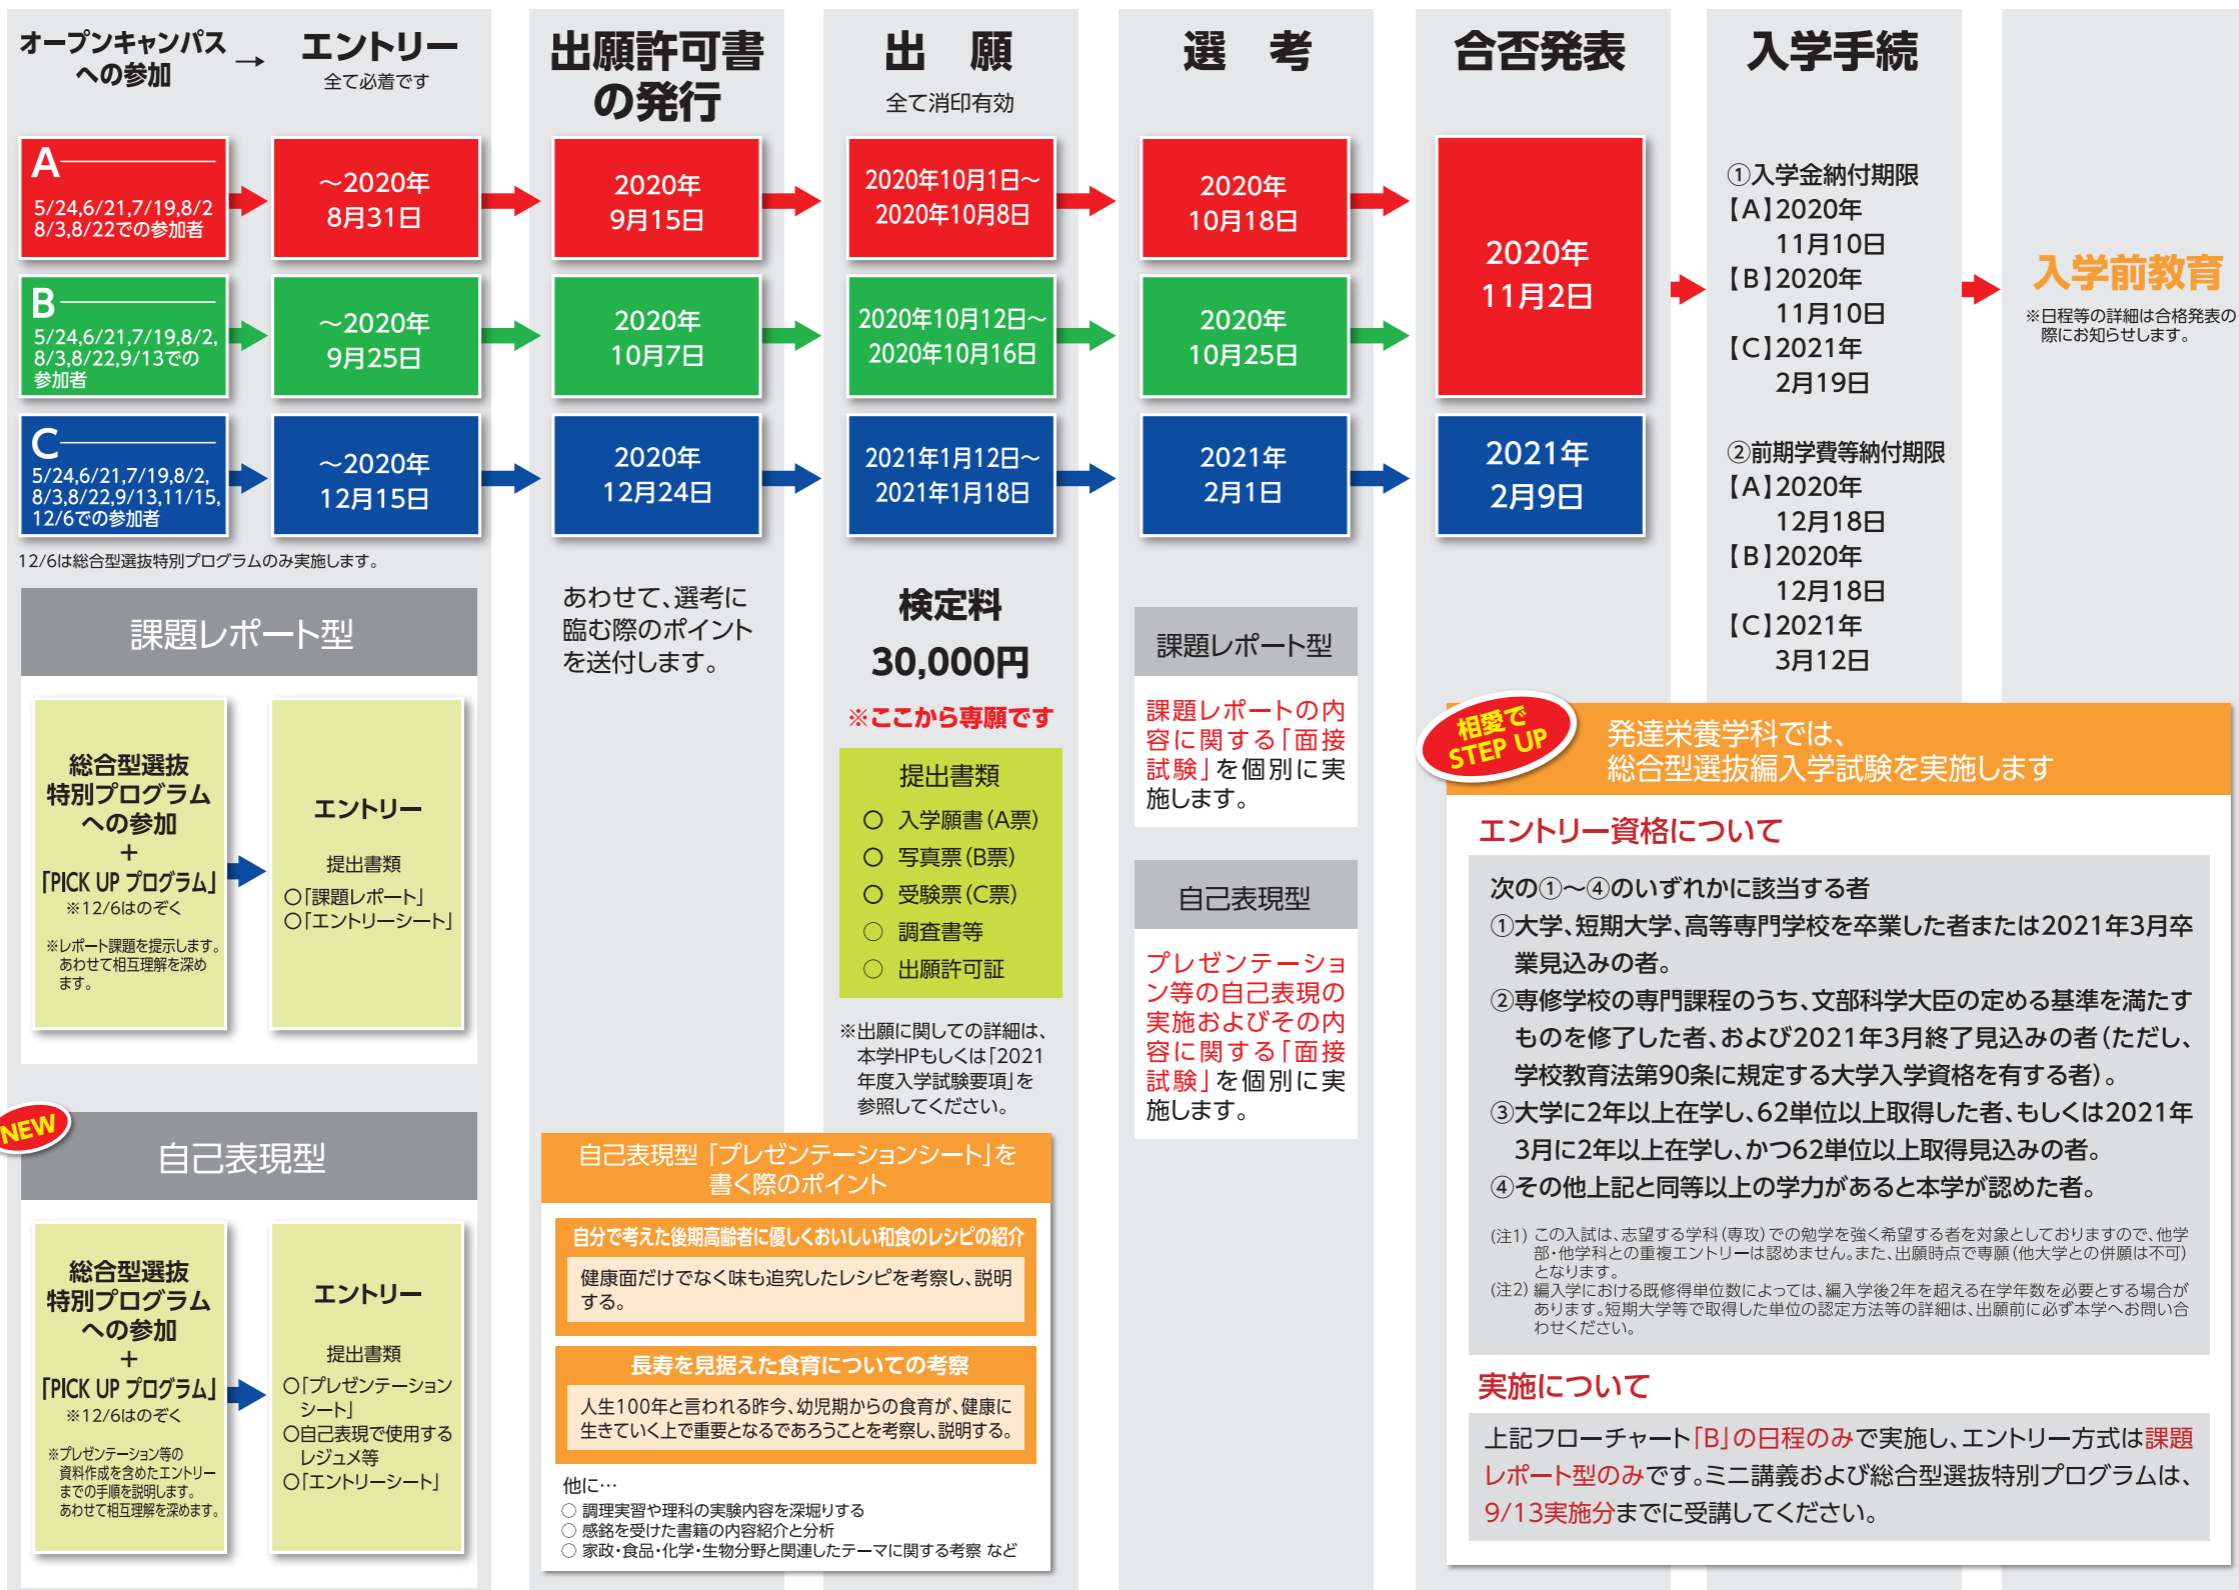 オープンキャンパス
への参加
→
エントリー
全て必着です
出願許可書
の発行
出 願
全て消印有効
選 考
合否発表
入学手続
A
5/24,6/21,7/19,8/2
8/3,8/22での参加者
〜2020年
8月31日
2020年
9月15日
2020年10月1日〜
2020年10月8日
2020年
10月18日
B
5/24,6/21,7/19,8/2,
8/3,8/22,9/13での
参加者
〜2020年
9月25日
2020年
10月7日
2020年10月12日〜
2020年10月16日
2020年
10月25日
2020年
11月2日
C
5/24,6/21,7/19,8/2,
8/3,8/22,9/13,11/15,
12/6での参加者
〜2020年
12月15日
2020年
12月24日
2021年1月12日〜
2021年1月18日
2021年
2月1日
2021年
2月9日
①入学金納付期限
【A】2020年
11月10日
【B】2020年
11月10日
【C】2021年
2月19日
②前期学費等納付期限
【A】2020年
12月18日
【B】2020年
12月18日
【C】2021年
3月12日
入学前教育
※日程等の詳細は合格発表の
際にお知らせします。
12/6は総合型選抜特別プログラムのみ実施します。
課題レポート型
総合型選抜
特別プログラム
への参加
+
「PICK UP プログラム」
※12/6はのぞく
※レポート課題を提示します。
あわせて相互理解を深め
ます。
エントリー
提出書類
○「課題レポート」
○「エントリーシート」
NEW
自己表現型
総合型選抜
特別プログラム
への参加
+
「PICK UP プログラム」
※12/6はのぞく
※プレゼンテーション等の
資料作成を含めたエントリー
までの手順を説明します。
あわせて相互理解を深めます。
エントリー
提出書類
○「プレゼンテーション
シート」
○自己表現で使用する
レジュメ等
○「エントリーシート」
あわせて、選考に
臨む際のポイント
を送付します。
検定料
30,000円
※ここから専願です
提出書類
○ 入学願書(A票)
○ 写真票(B票)
○ 受験票(C票)
○ 調査書等
○ 出願許可証
※出願に関しての詳細は、
本学HPもしくは「2021
年度入学試験要項」を
参照してください。
自己表現型「プレゼンテーションシート」を
書く際のポイント
自分で考えた後期高齢者に優しくおいしい和食のレシピの紹介
健康面だけでなく味も追究したレシピを考察し、説明
する。
長寿を見据えた食育についての考察
人生100年と言われる昨今、幼児期からの食育が、健康に
生きていく上で重要となるであろうことを考察し、説明する。
他に…
○ 調理実習や理科の実験内容を深堀りする
○ 感銘を受けた書籍の内容紹介と分析
○ 家政・食品・化学・生物分野と関連したテーマに関する考察 など
課題レポート型
課題レポートの内
容に関する「面接
試験」を個別に実
施します。
自己表現型
プレゼンテーショ
ン等の自己表現の
実施およびその内
容に関する「面接
試験」を個別に実
施します。
相愛で
STEP UP
発達栄養学科では、
総合型選抜編入学試験を実施します
エントリー資格について
次の①〜④のいずれかに該当する者
①大学、短期大学、高等専門学校を卒業した者または2021年3月卒
業見込みの者。
②専修学校の専門課程のうち、文部科学大臣の定める基準を満たす
ものを修了した者、および2021年3月終了見込みの者(ただし、
学校教育法第90条に規定する大学入学資格を有する者)。
③大学に2年以上在学し、62単位以上取得した者、もしくは2021年
3月に2年以上在学し、かつ62単位以上取得見込みの者。
④その他上記と同等以上の学力があると本学が認めた者。
(注1) この入試は、志望する学科(専攻)での勉学を強く希望する者を対象としておりますので、他学
部・他学科との重複エントリーは認めません。また、出願時点で専願(他大学との併願は不可)
となります。
(注2) 編入学における既修得単位数によっては、編入学後2年を超える在学年数を必要とする場合が
あります。短期大学等で取得した単位の認定方法等の詳細は、出願前に必ず本学へお問い合
わせください。
実施について
上記フローチャート「B」の日程のみで実施し、エントリー方式は課題
レポート型のみです。ミニ講義および総合型選抜特別プログラムは、
9/13実施分までに受講してください。